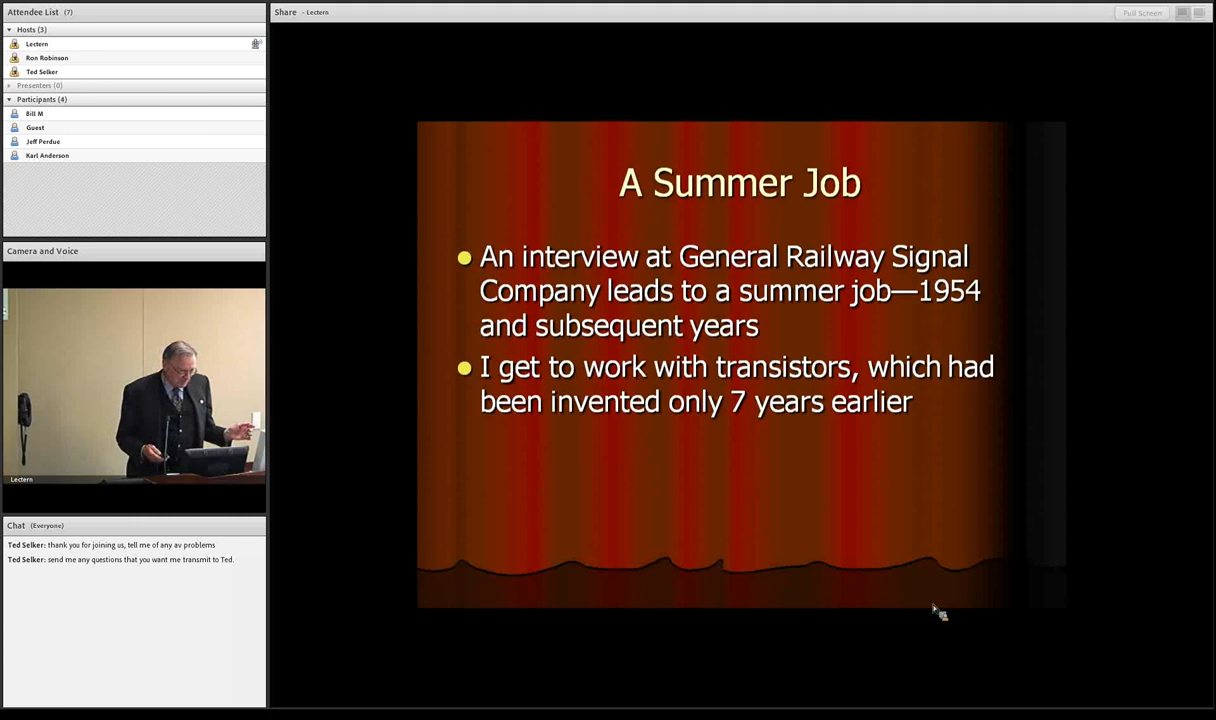 Attendee List (7)
Hosts (3)
Lectern
Ron Robinson
Ted Selker
Presenters (0)
Participants (4)
Bill M
Guest
Jeff Perdue
Karl Anderson
Camera and Voice
Lectern
Chat (Everyone)
Ted Selker: thank you for joining us, tell me of any av problems
Ted Selker: send me any questions that you want me transmit to Ted.
Share - Lectern
Full Screen
A Summer Job
An interview at General Railway Signal
Company leads to a summer job—1954
and subsequent years
I get to work with transistors, which had
been invented only 7 years earlier